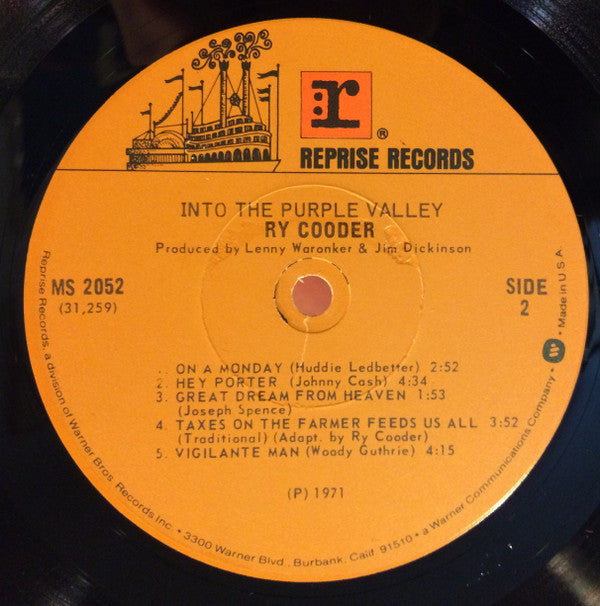 r
®
REPRISE RECORDS
INTO THE PURPLE VALLEY
RY COODER
Produced by Lenny Waronker & Jim Dickinson
MS 2052
(31,259)
SIDE
2
1. ON A MONDAY (Huddie Ledbetter) 2:52
2. HEY PORTER (Johnny Cash) 4:34
3. GREAT DREAM FROM HEAVEN 1:53
(Joseph Spence)
4. TAXES ON THE FARMER FEEDS US ALL 3:52
(Traditional) (Adapt. by Ry Cooder)
5. VIGILANTE MAN (Woody Guthrie) 4:15
(P) 1971
Reprise Records, a division of Warner Bros. Records Inc. • 3300 Warner Blvd., Burbank, Calif. 91510 • a Warner Communications Company • W • Made in U.S.A.